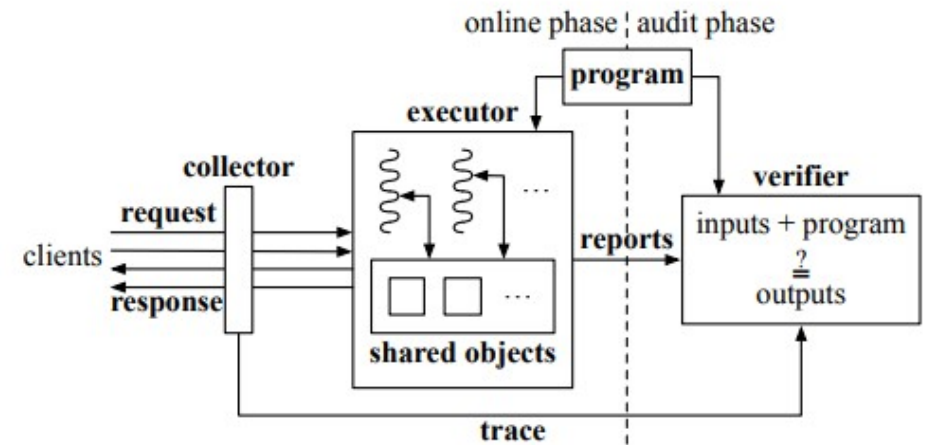 online phase audit phase
program
executor
collector
verifier
request
...
inputs + program
reports
clients
?
=
outputs
response
...
shared objects
trace